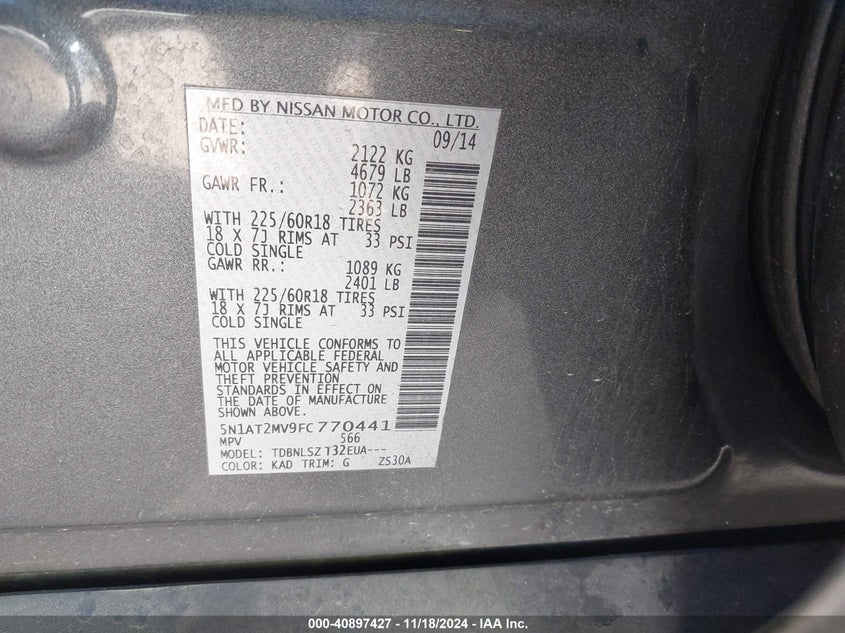 MFD BY NISSAN MOTOR CO., LTD.
DATE: 09/14
GVWR: 2122 KG
4679 LB
GAWR FR.: 1072 KG
2363 LB
WITH 225/60R18 TIRES
18 X 7J RIMS AT 33 PSI
COLD SINGLE
GAWR RR.: 1089 KG
2401 LB
WITH 225/60R18 TIRES
18 X 7J RIMS AT 33 PSI
COLD SINGLE
THIS VEHICLE CONFORMS TO
ALL APPLICABLE FEDERAL
MOTOR VEHICLE SAFETY AND
THEFT PREVENTION
STANDARDS IN EFFECT ON
THE DATE OF MANUFACTURE
SHOWN ABOVE.
5N1AT2MV9FC770441
MPV 566
MODEL: TDBNLSZT32EUA---
COLOR: KAD TRIM: G ZS30A
000-40897427 - 11/18/2024 - IAA Inc.